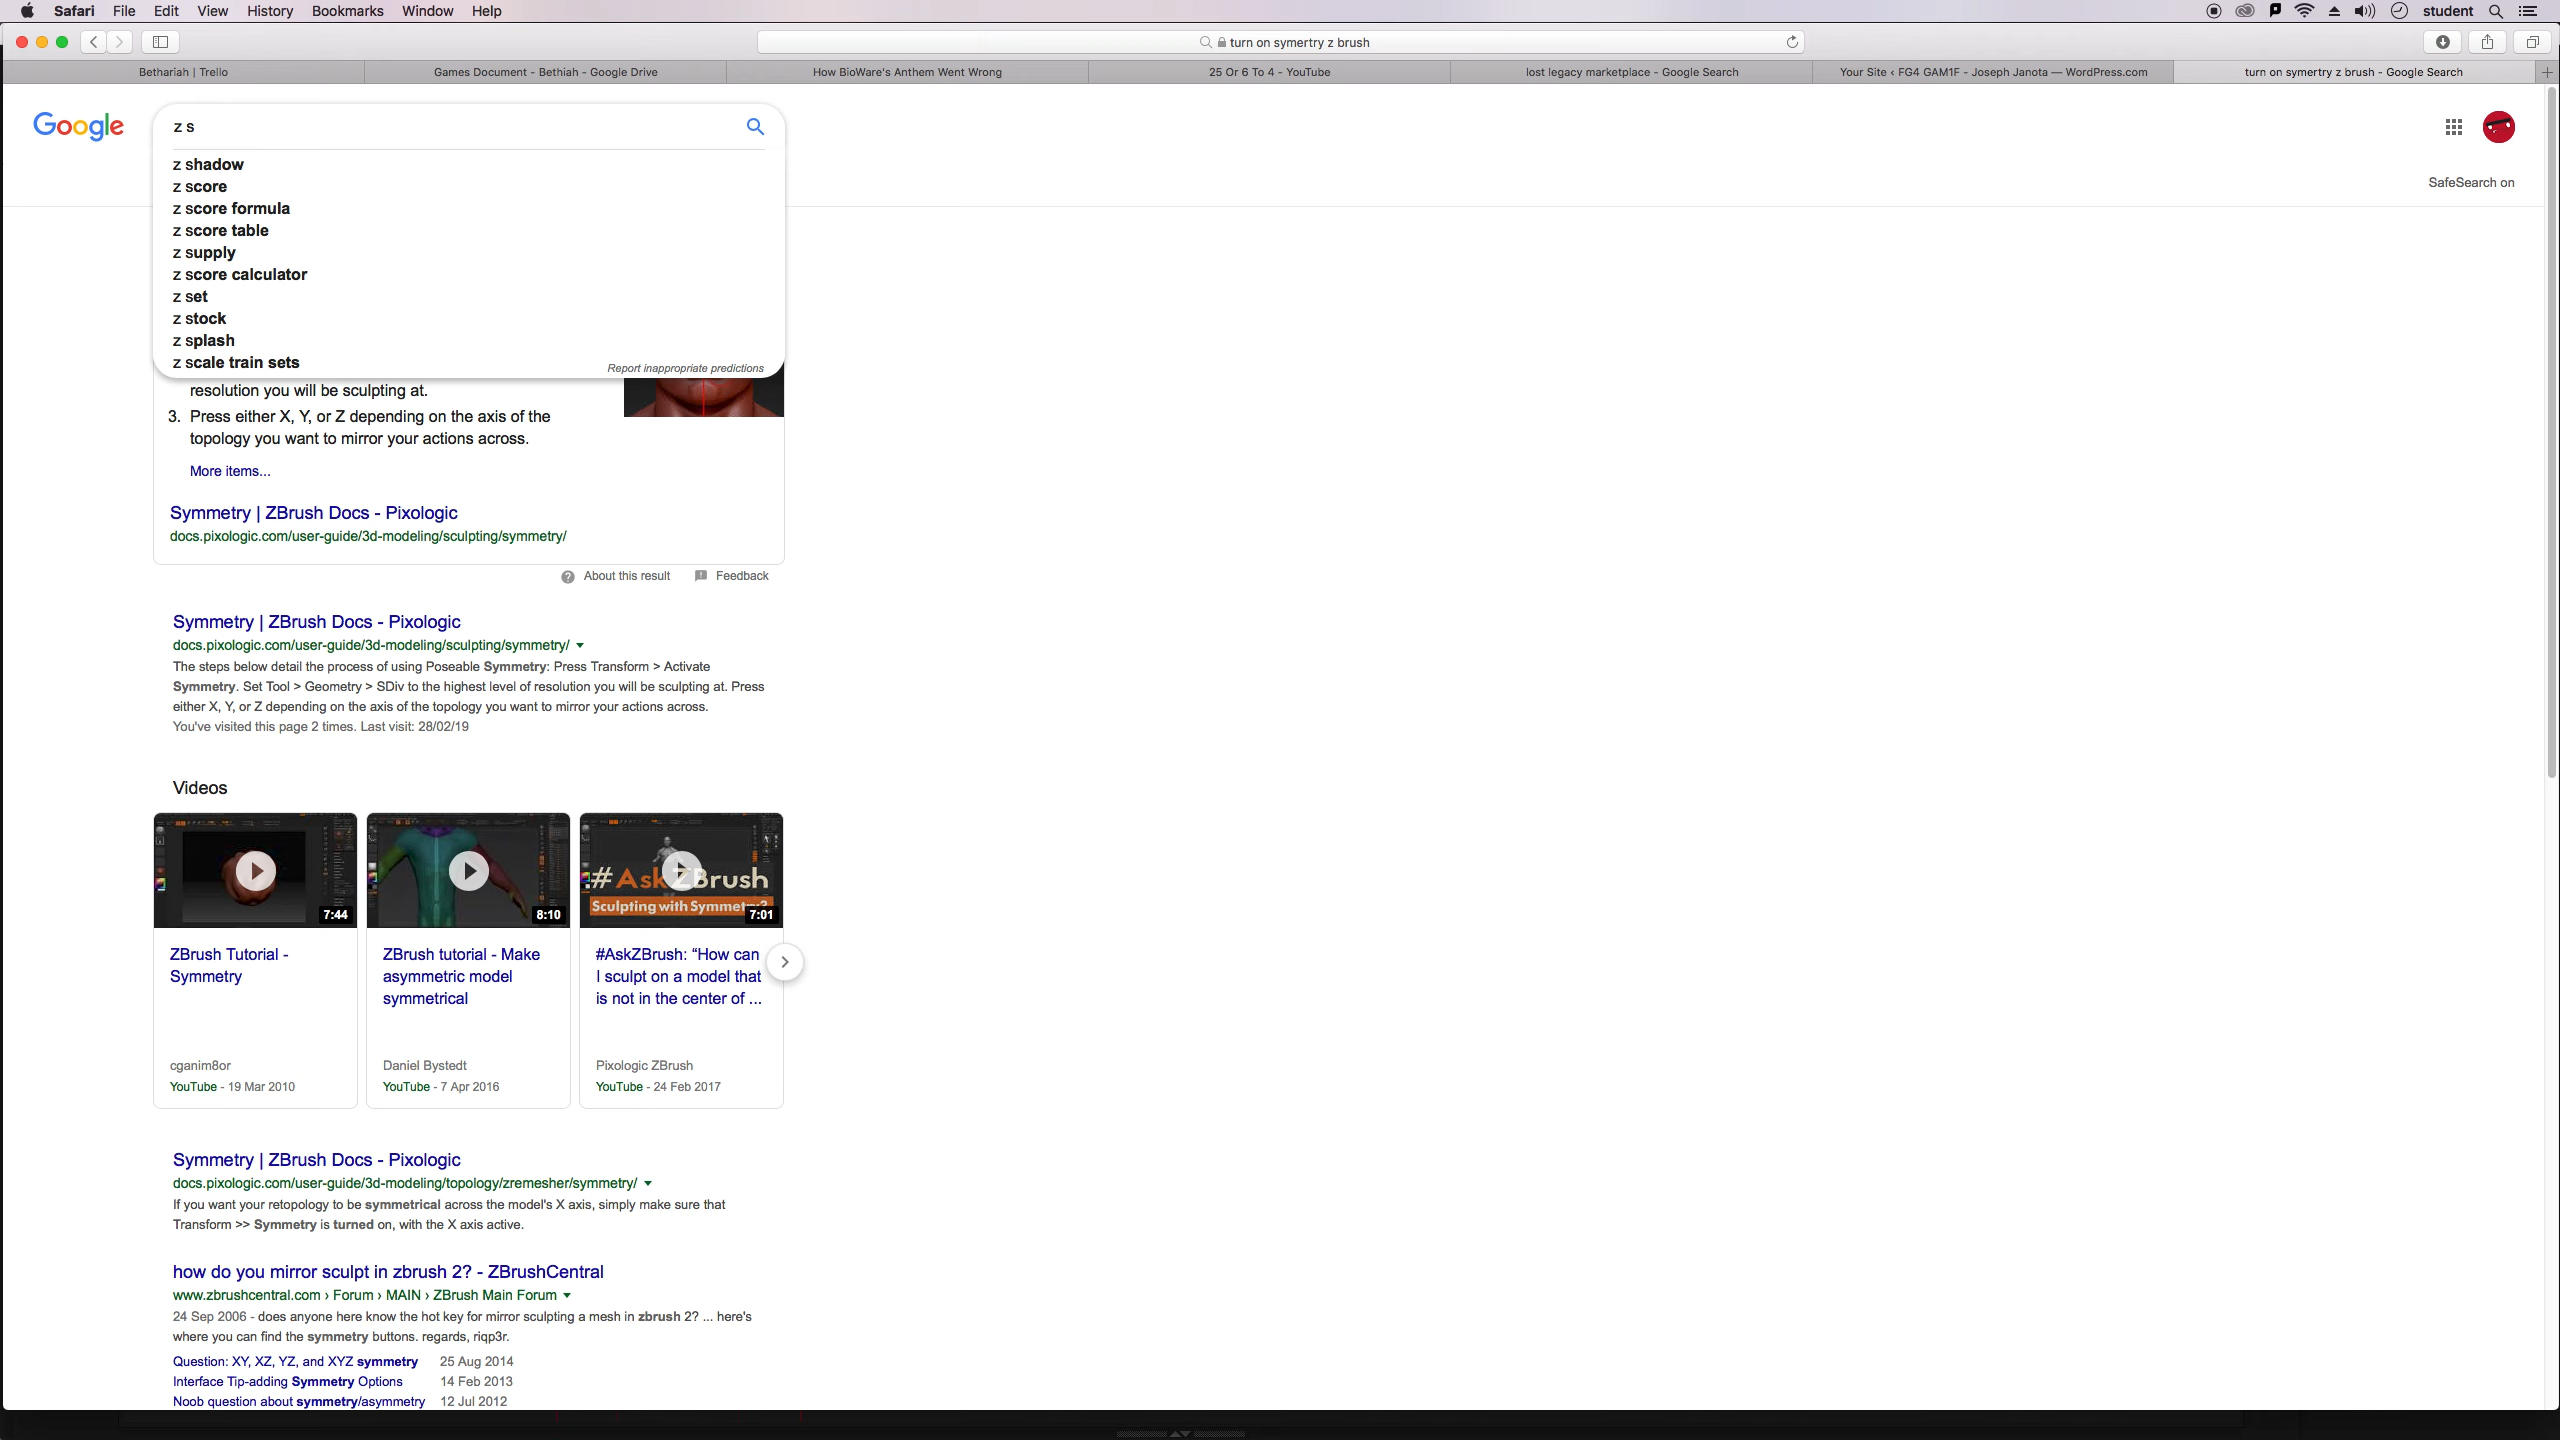 Safari File Edit View History Bookmarks Window Help student
turn on symertry z brush
Bethariah | Trello Games Document - Bethiah - Google Drive How BioWare's Anthem Went Wrong 25 Or 6 To 4 - YouTube lost legacy marketplace - Google Search Your Site ‹ FG4 GAM1F - Joseph Janota — WordPress.com turn on symertry z brush - Google Search
Google
z s
SafeSearch on
z shadow
z score
z score formula
z score table
z supply
z score calculator
z set
z stock
z splash
z scale train sets
Report inappropriate predictions
resolution you will be sculpting at.
3. Press either X, Y, or Z depending on the axis of the
topology you want to mirror your actions across.
More items...
Symmetry | ZBrush Docs - Pixologic
docs.pixologic.com/user-guide/3d-modeling/sculpting/symmetry/
About this result Feedback
Symmetry | ZBrush Docs - Pixologic
docs.pixologic.com/user-guide/3d-modeling/sculpting/symmetry/
The steps below detail the process of using Poseable Symmetry: Press Transform > Activate
Symmetry. Set Tool > Geometry > SDiv to the highest level of resolution you will be sculpting at. Press
either X, Y, or Z depending on the axis of the topology you want to mirror your actions across.
You've visited this page 2 times. Last visit: 28/02/19
Videos
7:44
8:10
#AskZBrush
Sculpting with Symmetry?
7:01
ZBrush Tutorial -
Symmetry
cganim8or
YouTube - 19 Mar 2010
ZBrush tutorial - Make
asymmetric model
symmetrical
Daniel Bystedt
YouTube - 7 Apr 2016
#AskZBrush: “How can
I sculpt on a model that
is not in the center of ...
Pixologic ZBrush
YouTube - 24 Feb 2017
Symmetry | ZBrush Docs - Pixologic
docs.pixologic.com/user-guide/3d-modeling/topology/zremesher/symmetry/
If you want your retopology to be symmetrical across the model's X axis, simply make sure that
Transform >> Symmetry is turned on, with the X axis active.
how do you mirror sculpt in zbrush 2? - ZBrushCentral
www.zbrushcentral.com › Forum › MAIN › ZBrush Main Forum
24 Sep 2006 - does anyone here know the hot key for mirror sculpting a mesh in zbrush 2? ... here's
where you can find the symmetry buttons. regards, riqp3r.
Question: XY, XZ, YZ, and XYZ symmetry 25 Aug 2014
Interface Tip-adding Symmetry Options 14 Feb 2013
Noob question about symmetry/asymmetry 12 Jul 2012